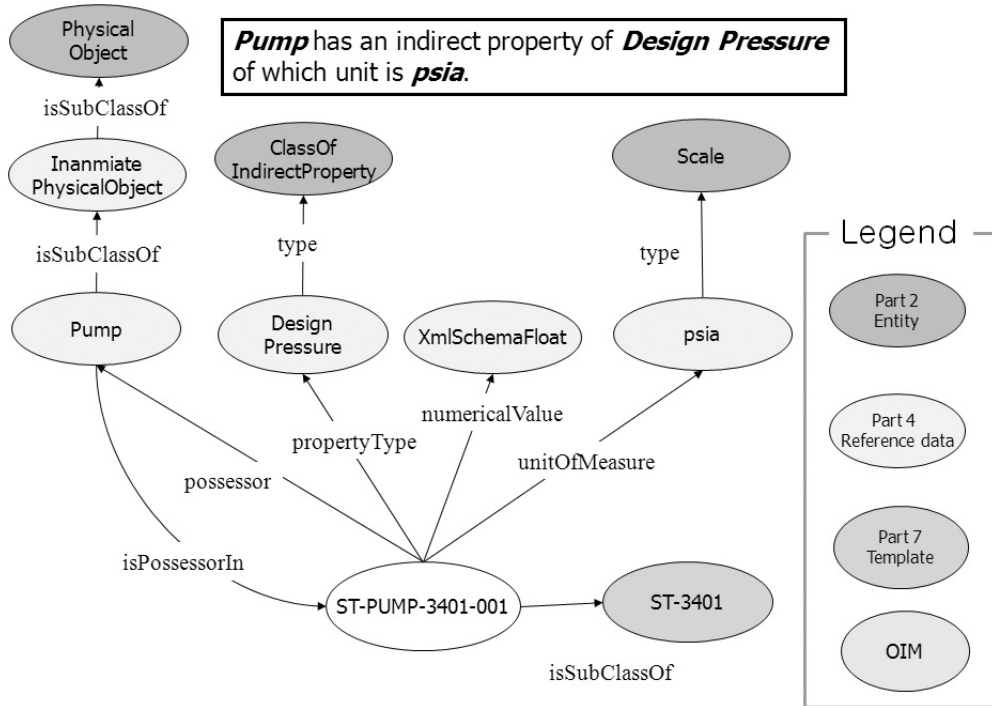 Physical
Object
Pump has an indirect property of Design Pressure
of which unit is psia.
isSubClassOf
Inanmiate
PhysicalObject
ClassOf
IndirectProperty
Scale
isSubClassOf
type
type
Legend
Part 2
Entity
Pump
Design
Pressure
XmlSchemaFloat
psia
numericalValue
propertyType
unitOfMeasure
Part 4
Reference data
possessor
isPossessorIn
ST-PUMP-3401-001
ST-3401
isSubClassOf
Part 7
Template
OIM